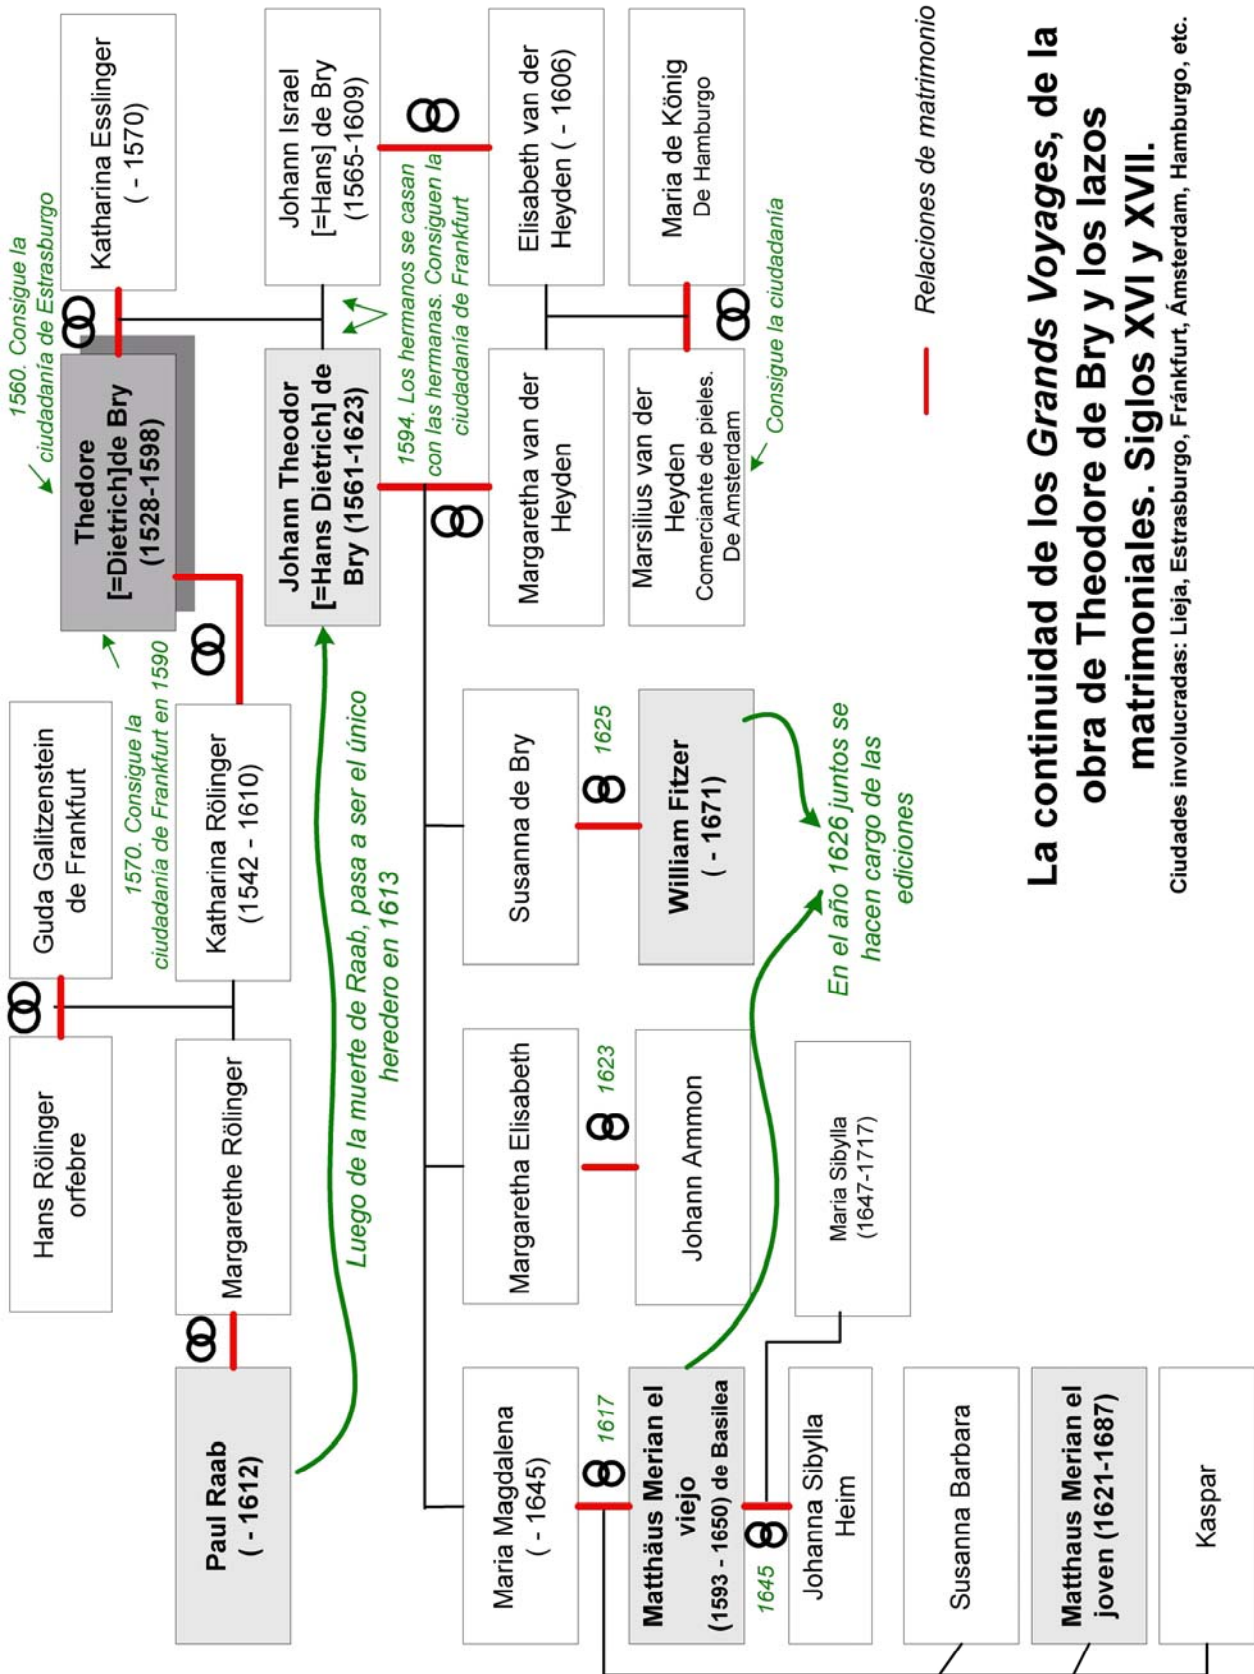 Hans Rölinger
orfebre
Guda Galitzenstein
de Frankfurt
1560. Consigue la
ciudadanía de Estrasburgo
Paul Raab
( - 1612)
Margarethe Rölinger
Katharina Rölinger
(1542 - 1610)
1570. Consigue la
ciudadanía de Frankfurt en 1590
Thedore
[=Dietrich]de Bry
(1528-1598)
Katharina Esslinger
( - 1570)
Luego de la muerte de Raab, pasa a ser el único
heredero en 1613
Johann Theodor
[=Hans Dietrich] de
Bry (1561-1623)
Johann Israel
[=Hans] de Bry
(1565-1609)
1594. Los hermanos se casan
con las hermanas. Consiguen la
ciudadanía de Frankfurt
Maria Magdalena
( - 1645)
Margaretha Elisabeth
Susanna de Bry
Margaretha van der
Heyden
Elisabeth van der
Heyden ( - 1606)
1617
1623
1625
Matthäus Merian el
viejo
(1593 - 1650) de Basilea
Johann Ammon
William Fitzer
( - 1671)
Marsilius van der
Heyden
Comerciante de pieles.
De Amsterdam
Maria de König
De Hamburgo
1645
Consigue la ciudadanía
Johanna Sibylla
Heim
Maria Sibylla
(1647-1717)
En el año 1626 juntos se
hacen cargo de las
ediciones
Susanna Barbara
Matthaus Merian el
joven (1621-1687)
Kaspar
Relaciones de matrimonio
La continuidad de los Grands Voyages, de la
obra de Theodore de Bry y los lazos
matrimoniales. Siglos XVI y XVII.
Ciudades involucradas: Lieja, Estrasburgo, Fránkfurt, Ámsterdam, Hamburgo, etc.